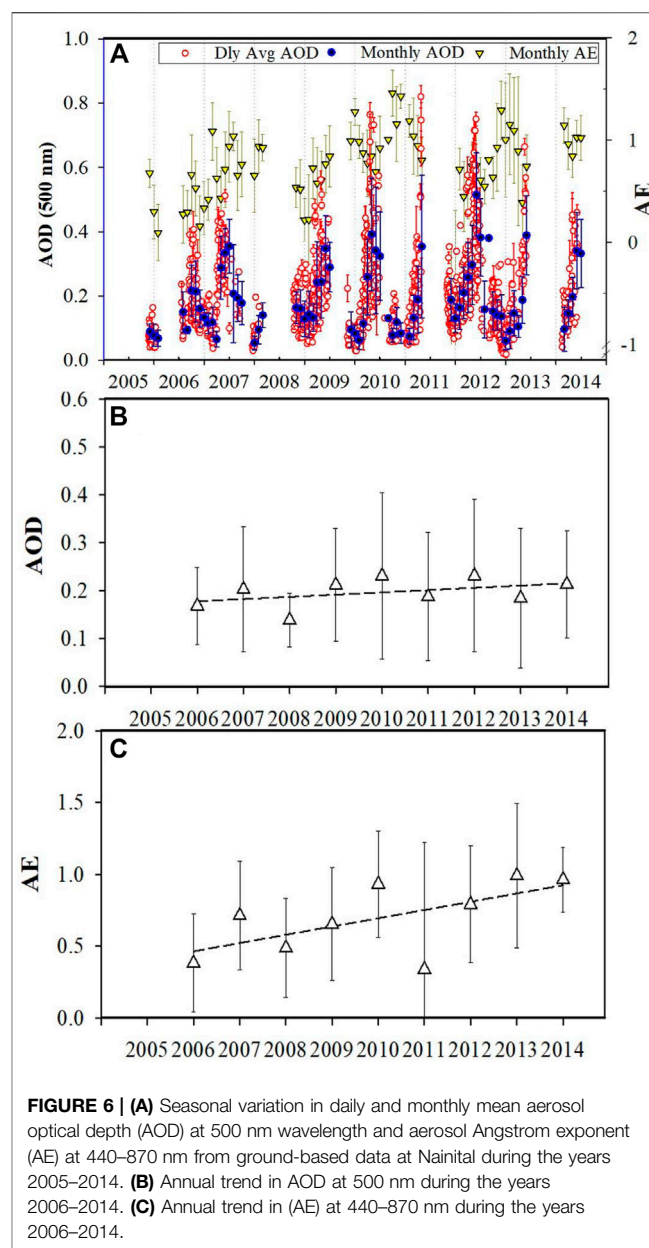 A
Dly Avg AOD Monthly AOD Monthly AE
AOD (500 nm)
1.0
0.8
0.6
0.4
0.2
0.0
2
1
0
-1
AE
2005 2006 2007 2008 2009 2010 2011 2012 2013 2014
B
AOD
0.6
0.5
0.4
0.3
0.2
0.1
0.0
2005 2006 2007 2008 2009 2010 2011 2012 2013 2014
C
AE
2.0
1.5
1.0
0.5
0.0
2005 2006 2007 2008 2009 2010 2011 2012 2013 2014
FIGURE 6 | (A) Seasonal variation in daily and monthly mean aerosol
optical depth (AOD) at 500 nm wavelength and aerosol Angstrom exponent
(AE) at 440–870 nm from ground-based data at Nainital during the years
2005–2014. (B) Annual trend in AOD at 500 nm during the years
2006–2014. (C) Annual trend in (AE) at 440–870 nm during the years
2006–2014.